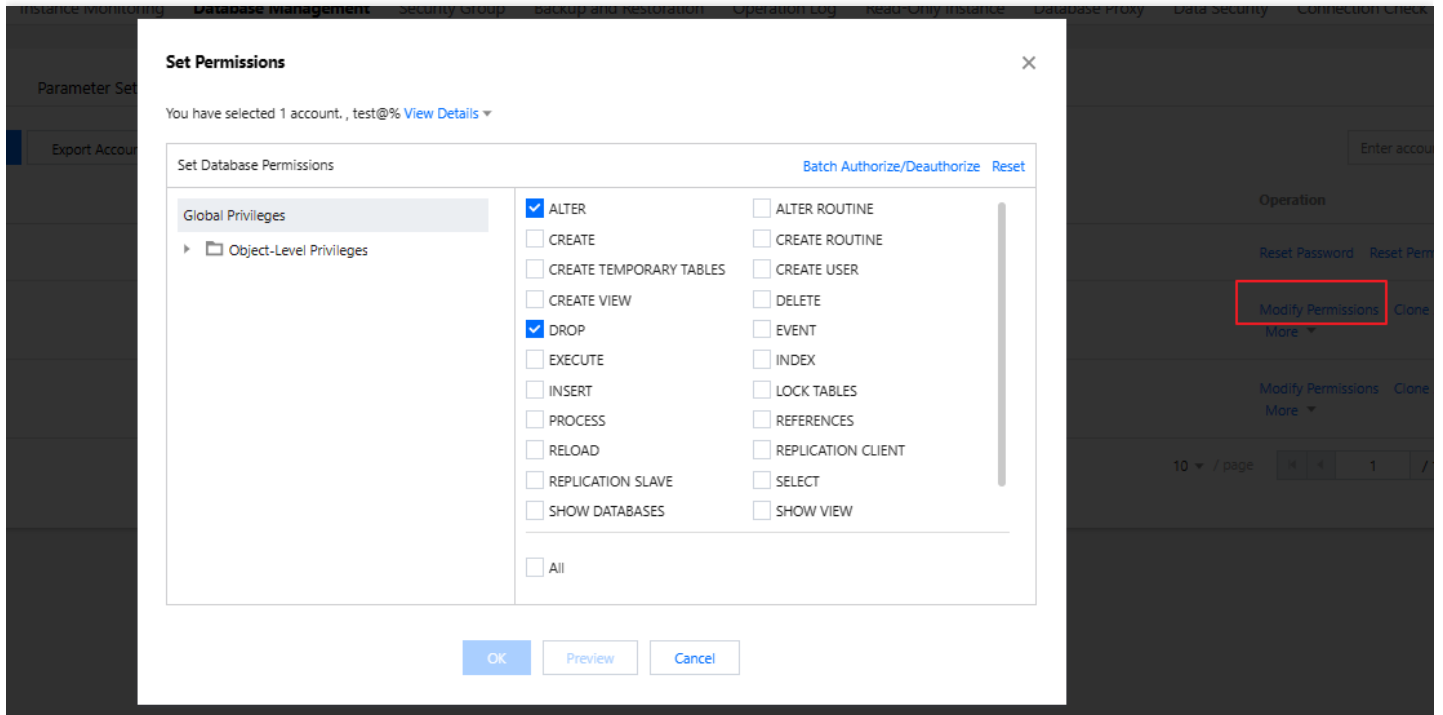 Instance Monitoring Database Management Security Group Backup and Restoration Operation Log Read-Only Instance Database Proxy Data Security Connection Check
Set Permissions
Parameter Set
You have selected 1 account. , test@% View Details
Export Accour
Enter accou
Set Database Permissions Batch Authorize/Deauthorize Reset
Operation
Global Privileges
ALTER ALTER ROUTINE
Object-Level Privileges
CREATE CREATE ROUTINE
Reset Password Reset Perm
CREATE TEMPORARY TABLES CREATE USER
CREATE VIEW DELETE
Modify Permissions Clone
More
DROP EVENT
EXECUTE INDEX
INSERT LOCK TABLES
Modify Permissions Clone
More
PROCESS REFERENCES
RELOAD REPLICATION CLIENT
10 / page 1 / 1
REPLICATION SLAVE SELECT
SHOW DATABASES SHOW VIEW
All
OK Preview Cancel